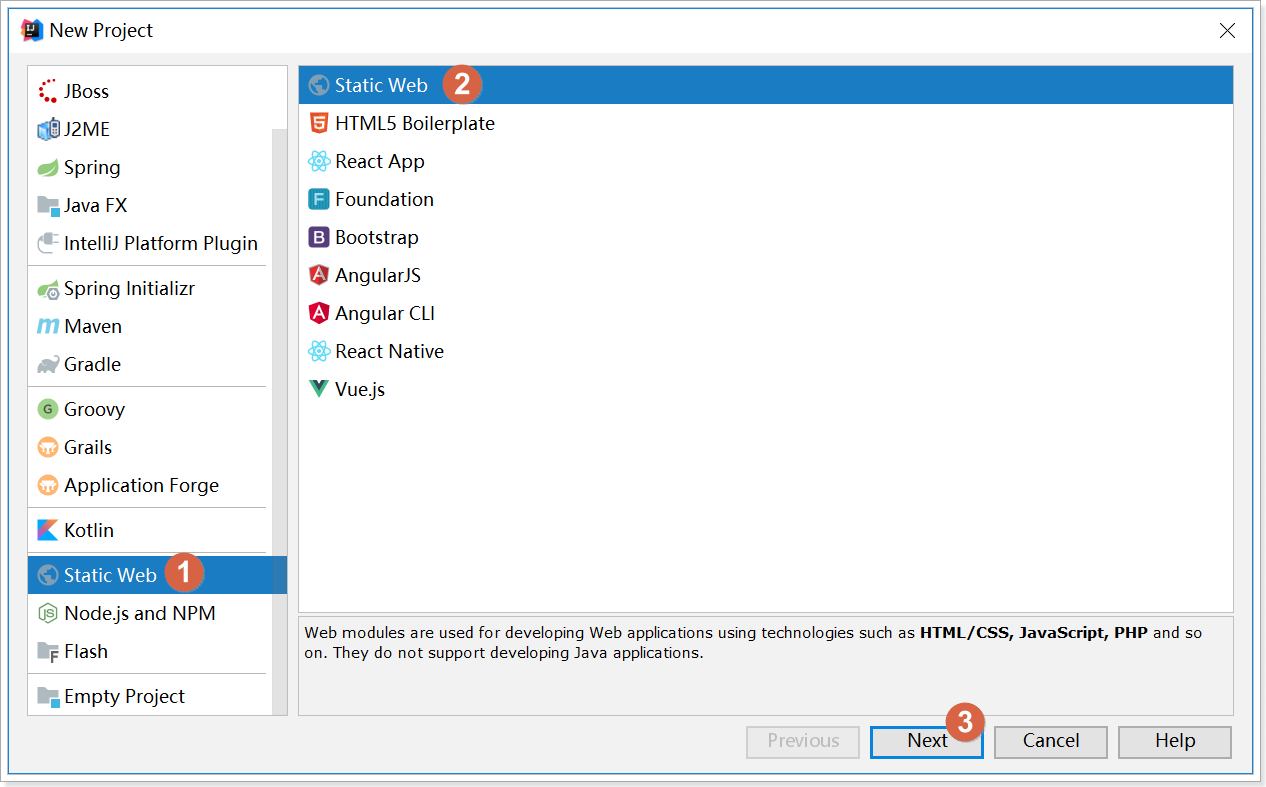 New Project
JBoss
J2ME
Spring
Java FX
IntelliJ Platform Plugin
Spring Initializr
Maven
Gradle
Groovy
Grails
Application Forge
Kotlin
Static Web 1
Node.js and NPM
Flash
Empty Project
Static Web 2
HTML5 Boilerplate
React App
Foundation
Bootstrap
AngularJS
Angular CLI
React Native
Vue.js
Web modules are used for developing Web applications using technologies such as HTML/CSS, JavaScript, PHP and so
on. They do not support developing Java applications.
Previous
Next 3
Cancel
Help